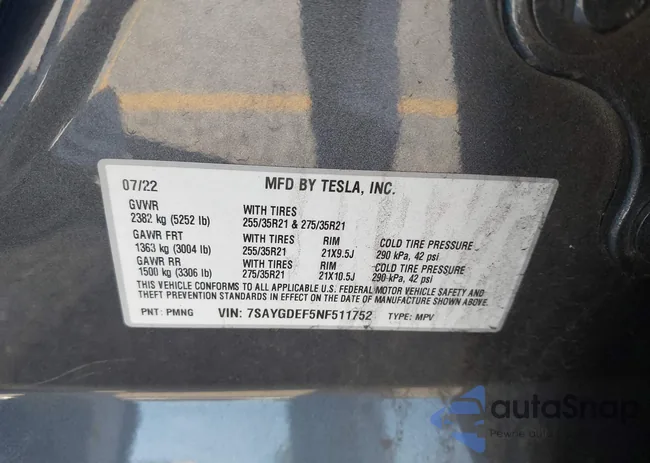 07/22 MFD BY TESLA, INC.
GVWR WITH TIRES
2382 kg (5252 lb) 255/35R21 & 275/35R21
GAWR FRT WITH TIRES RIM COLD TIRE PRESSURE
1363 kg (3004 lb) 255/35R21 21X9.5J 290 kPa, 42 psi
GAWR RR WITH TIRES RIM COLD TIRE PRESSURE
1500 kg (3306 lb) 275/35R21 21X10.5J 290 kPa, 42 psi
THIS VEHICLE CONFORMS TO ALL APPLICABLE U.S. FEDERAL MOTOR VEHICLE SAFETY AND
THEFT PREVENTION STANDARDS IN EFFECT ON THE DATE OF MANUFACTURE SHOWN ABOVE.
PNT: PMNG VIN: 7SAYGDEF5NF511752 TYPE: MPV
autoSnap
Pewne auto